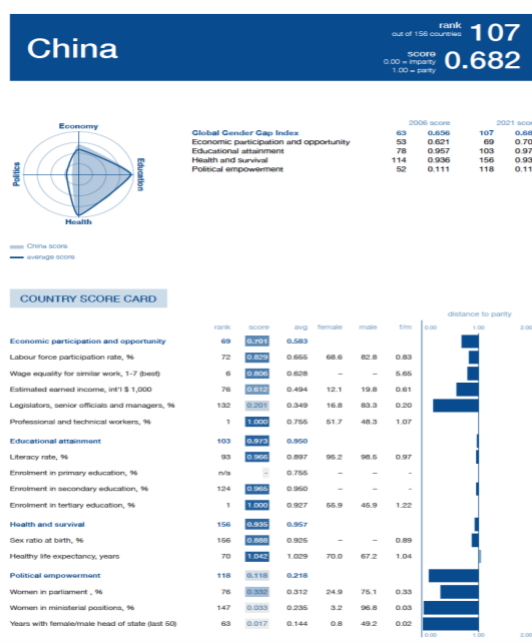 China
rank
out of 156 countries
107
score
0.00 = imparity
1.00 = parity
0.682
2006 score 2021
Global Gender Gap Index 63 0.656 107
Economic participation and opportunity 53 0.621 69
Educational attainment 78 0.957 103
Health and survival 114 0.936 156
Political empowerment 52 0.111 118
Economy
Politics
Education
Health
China score
average score
COUNTRY SCORE CARD
distance to parity
rank score avg female male f/m 0.00 1.00 2.00
Economic participation and opportunity 69 0.701 0.583
Labour force participation rate, % 72 0.829 0.655 68.6 82.8 0.83
Wage equality for similar work, 1-7 (best) 6 0.806 0.628 – – 5.65
Estimated earned income, int'l $ 1,000 76 0.612 0.494 12.1 19.8 0.61
Legislators, senior officials and managers, % 132 0.201 0.349 16.8 83.3 0.20
Professional and technical workers, % 1 1.000 0.755 51.7 48.3 1.07
Educational attainment 103 0.973 0.950
Literacy rate, % 93 0.966 0.897 95.2 98.5 0.97
Enrolment in primary education, % n/a - 0.755 – – -
Enrolment in secondary education, % 124 0.950 – – -
Enrolment in tertiary education, % 1 1.000 0.927 55.9 45.9 1.22
Health and survival 156 0.935 0.957
Sex ratio at birth, % 156 0.925 – – 0.89
Healthy life expectancy, years 70 1.042 1.029 70.0 67.2 1.04
Political empowerment 118 0.118 0.218
Women in parliament , % 76 0.332 0.312 24.9 75.1 0.33
Women in ministerial positions, % 147 0.033 0.235 3.2 96.8 0.03
Years with female/male head of state (last 50) 63 0.017 0.144 0.8 49.2 0.02
0.00 1.00 2.00